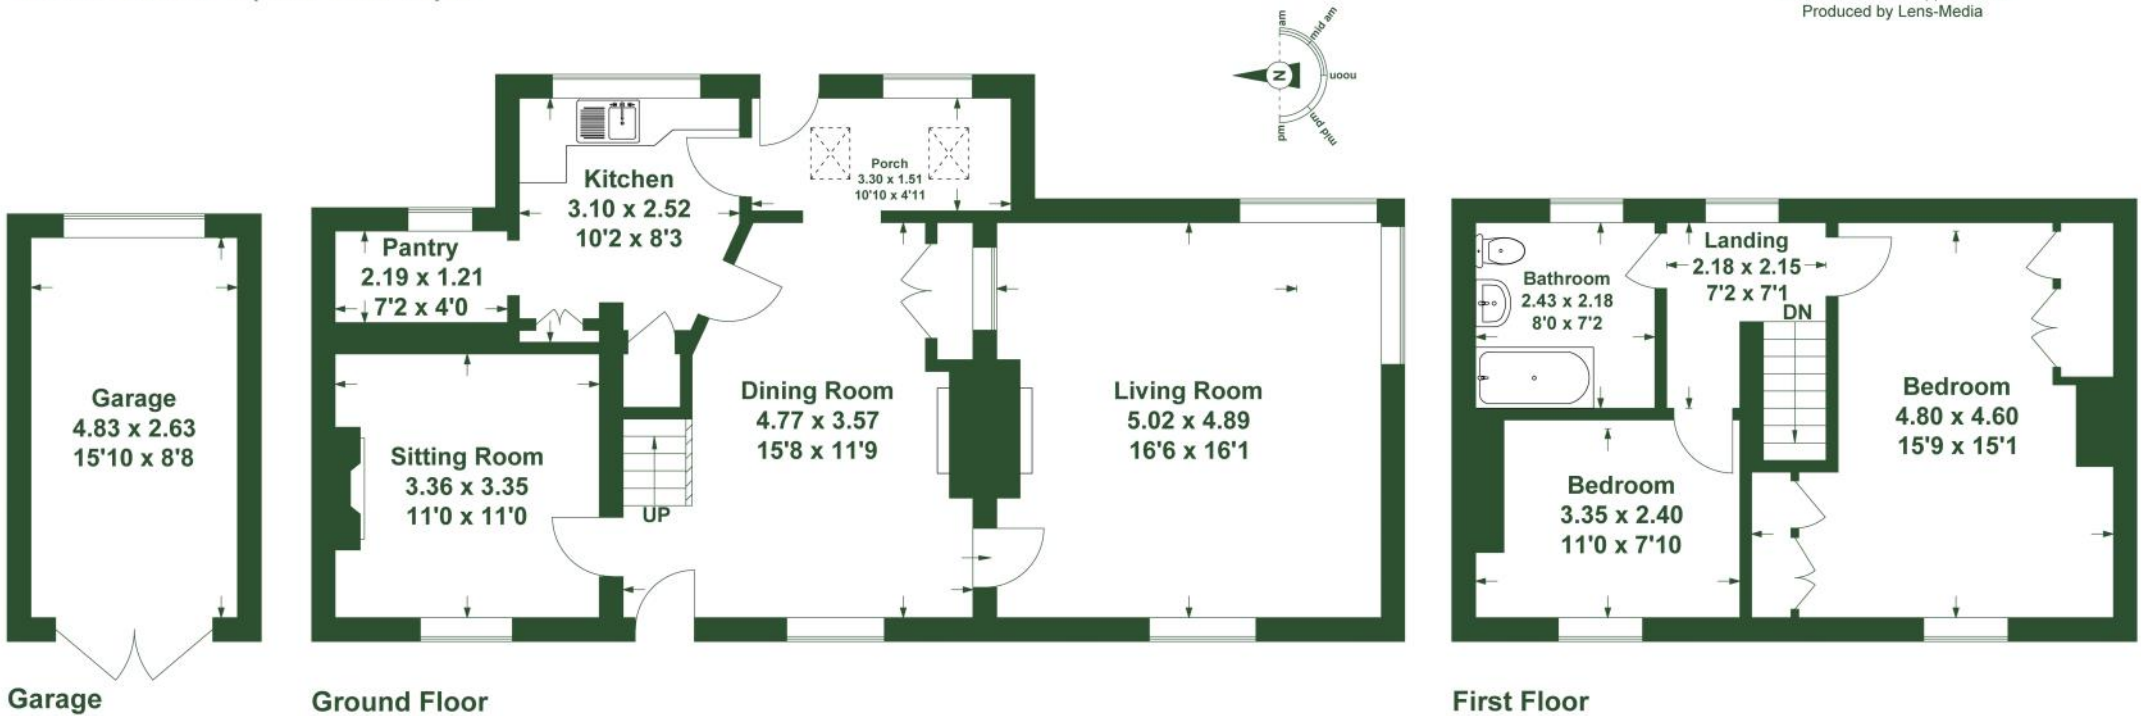 Produced by Lens-Media
am
mid am
noon
mid pm
pm
N
Garage
4.83 x 2.63
15'10 x 8'8
Pantry
2.19 x 1.21
7'2 x 4'0
Kitchen
3.10 x 2.52
10'2 x 8'3
Porch
3.30 x 1.51
10'10 x 4'11
Sitting Room
3.36 x 3.35
11'0 x 11'0
UP
Dining Room
4.77 x 3.57
15'8 x 11'9
Living Room
5.02 x 4.89
16'6 x 16'1
Bathroom
2.43 x 2.18
8'0 x 7'2
Landing
2.18 x 2.15
7'2 x 7'1
DN
Bedroom
3.35 x 2.40
11'0 x 7'10
Bedroom
4.80 x 4.60
15'9 x 15'1
Garage
Ground Floor
First Floor